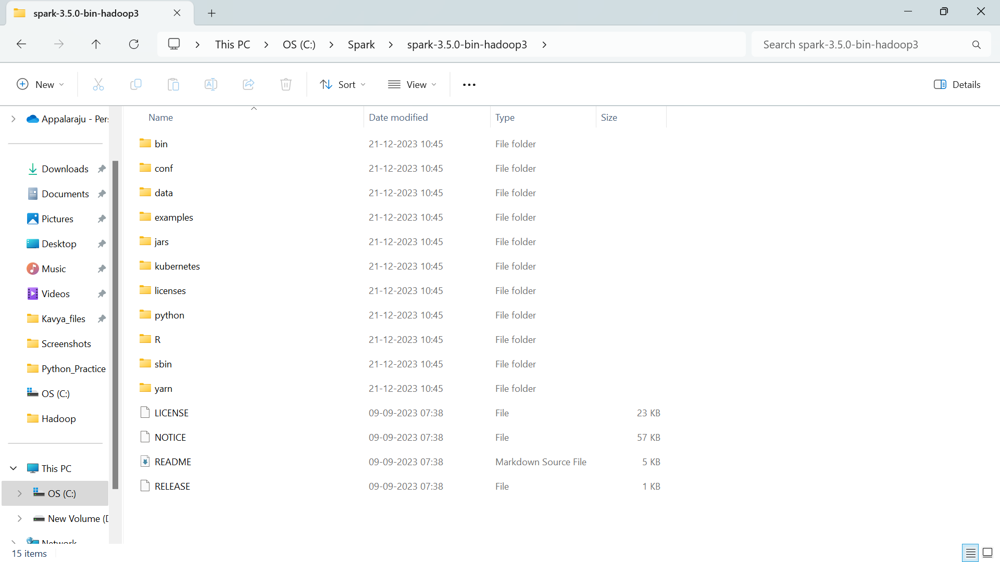 spark-3.5.0-bin-hadoop3
This PC OS (C:) Spark spark-3.5.0-bin-hadoop3 Search spark-3.5.0-bin-hadoop3
New Sort View Details
Name Date modified Type Size
Appalaraju - Pers
Downloads
Documents
Pictures
Desktop
Music
Videos
Kavya_files
Screenshots
Python_Practice
OS (C:)
Hadoop
This PC
OS (C:)
New Volume (D
Network
bin 21-12-2023 10:45 File folder
conf 21-12-2023 10:45 File folder
data 21-12-2023 10:45 File folder
examples 21-12-2023 10:45 File folder
jars 21-12-2023 10:45 File folder
kubernetes 21-12-2023 10:45 File folder
licenses 21-12-2023 10:45 File folder
python 21-12-2023 10:45 File folder
R 21-12-2023 10:45 File folder
sbin 21-12-2023 10:45 File folder
yarn 21-12-2023 10:45 File folder
LICENSE 09-09-2023 07:38 File 23 KB
NOTICE 09-09-2023 07:38 File 57 KB
README 09-09-2023 07:38 Markdown Source File 5 KB
RELEASE 09-09-2023 07:38 File 1 KB
15 items